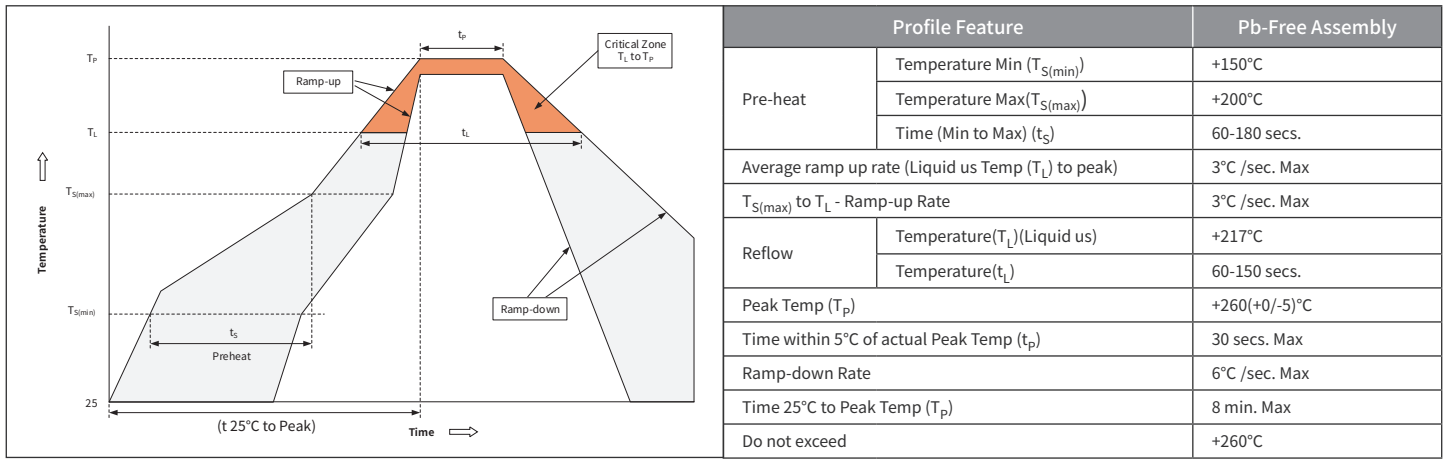 tP
Critical Zone
TL to TP
TP
Ramp-up
TL
tL
TS(max)
Temperature
Ramp-down
TS(min)
tS
Preheat
25
(t 25°C to Peak)
Time
Profile Feature Pb-Free Assembly
Pre-heat
Temperature Min (TS(min)) +150°C
Temperature Max(TS(max)) +200°C
Time (Min to Max) (tS) 60-180 secs.
Average ramp up rate (Liquid us Temp (TL) to peak) 3°C /sec. Max
TS(max) to TL - Ramp-up Rate 3°C /sec. Max
Reflow
Temperature(TL)(Liquid us) +217°C
Temperature(tL) 60-150 secs.
Peak Temp (TP) +260(+0/-5)°C
Time within 5°C of actual Peak Temp (tP) 30 secs. Max
Ramp-down Rate 6°C /sec. Max
Time 25°C to Peak Temp (TP) 8 min. Max
Do not exceed +260°C